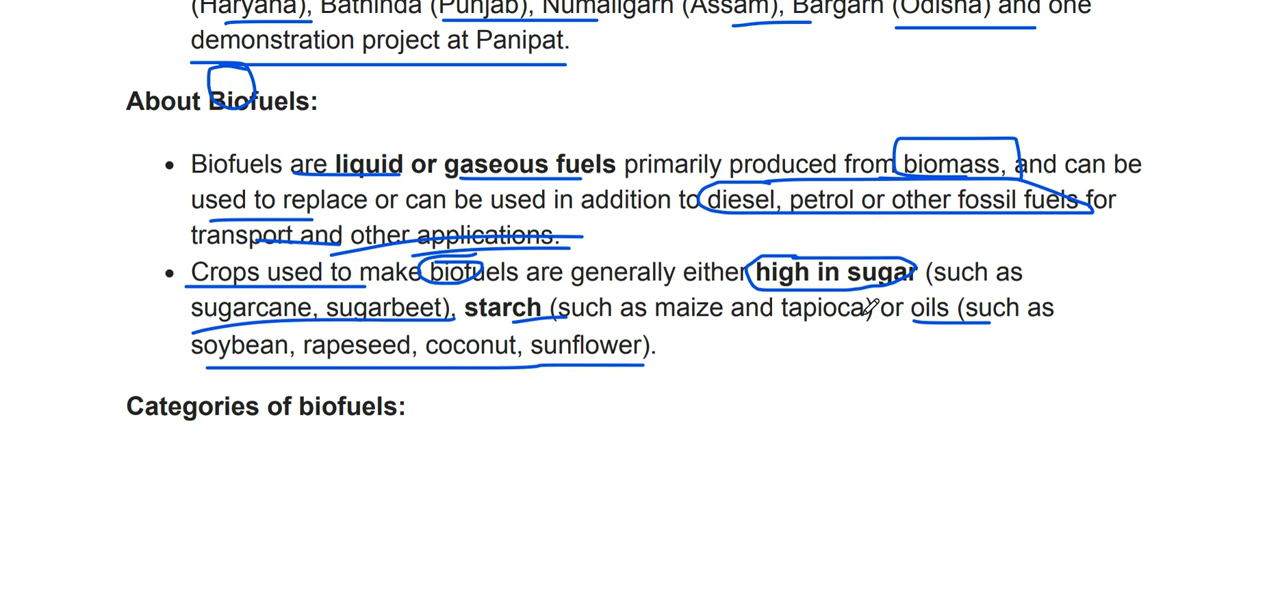 (Haryana), Bathinda (Punjab), Numaligarh (Assam), Bargarh (Odisha) and one
demonstration project at Panipat.
About Biofuels:
• Biofuels are liquid or gaseous fuels primarily produced from biomass, and can be
used to replace or can be used in addition to diesel, petrol or other fossil fuels for
transport and other applications.
• Crops used to make biofuels are generally either high in sugar (such as
sugarcane, sugarbeet), starch (such as maize and tapioca) or oils (such as
soybean, rapeseed, coconut, sunflower).
Categories of biofuels: